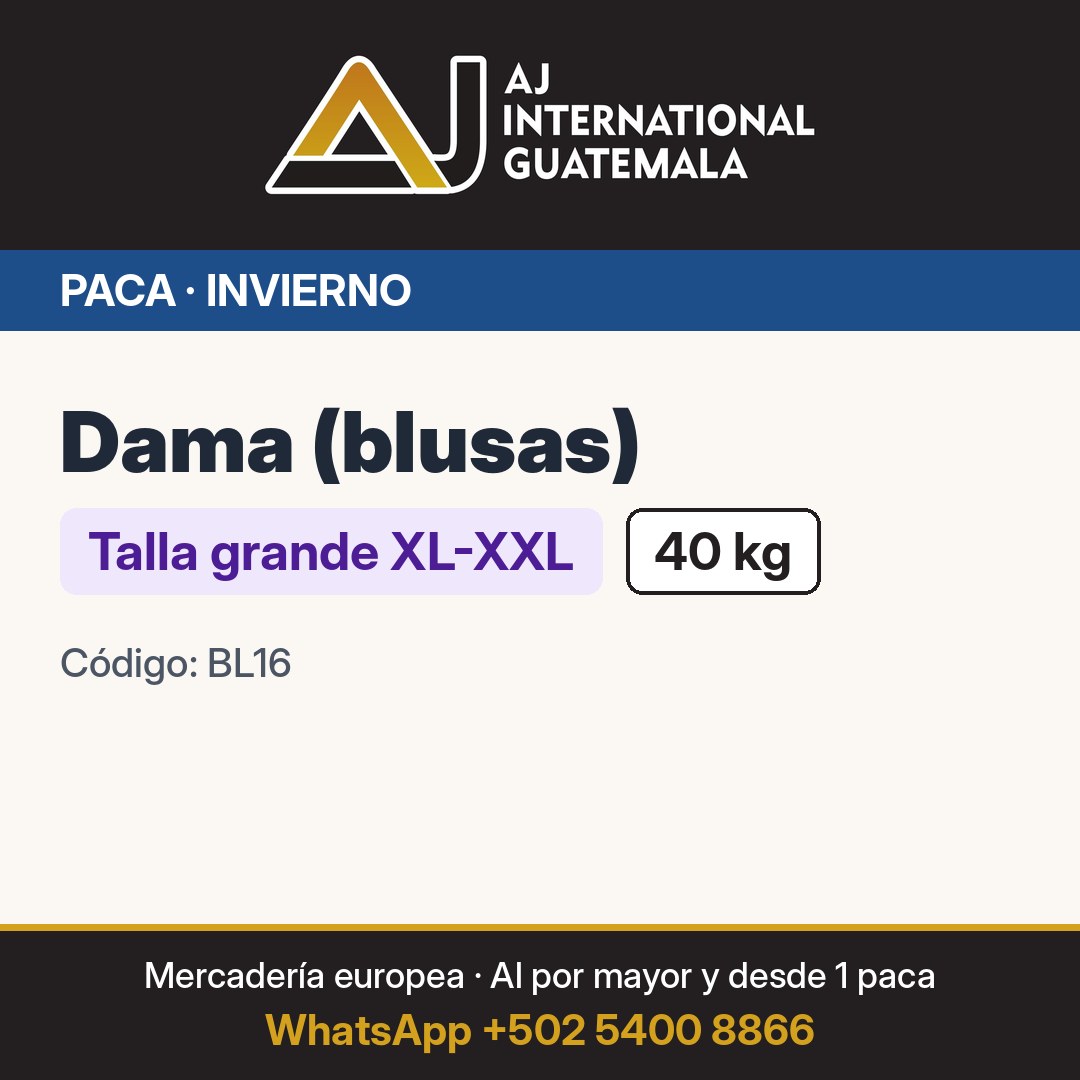 AJ
AJ
INTERNATIONAL
GUATEMALA
PACA · INVIERNO
Dama (blusas)
Talla grande XL-XXL
40 kg
Código: BL16
Mercadería europea · Al por mayor y desde 1 paca
WhatsApp +502 5400 8866